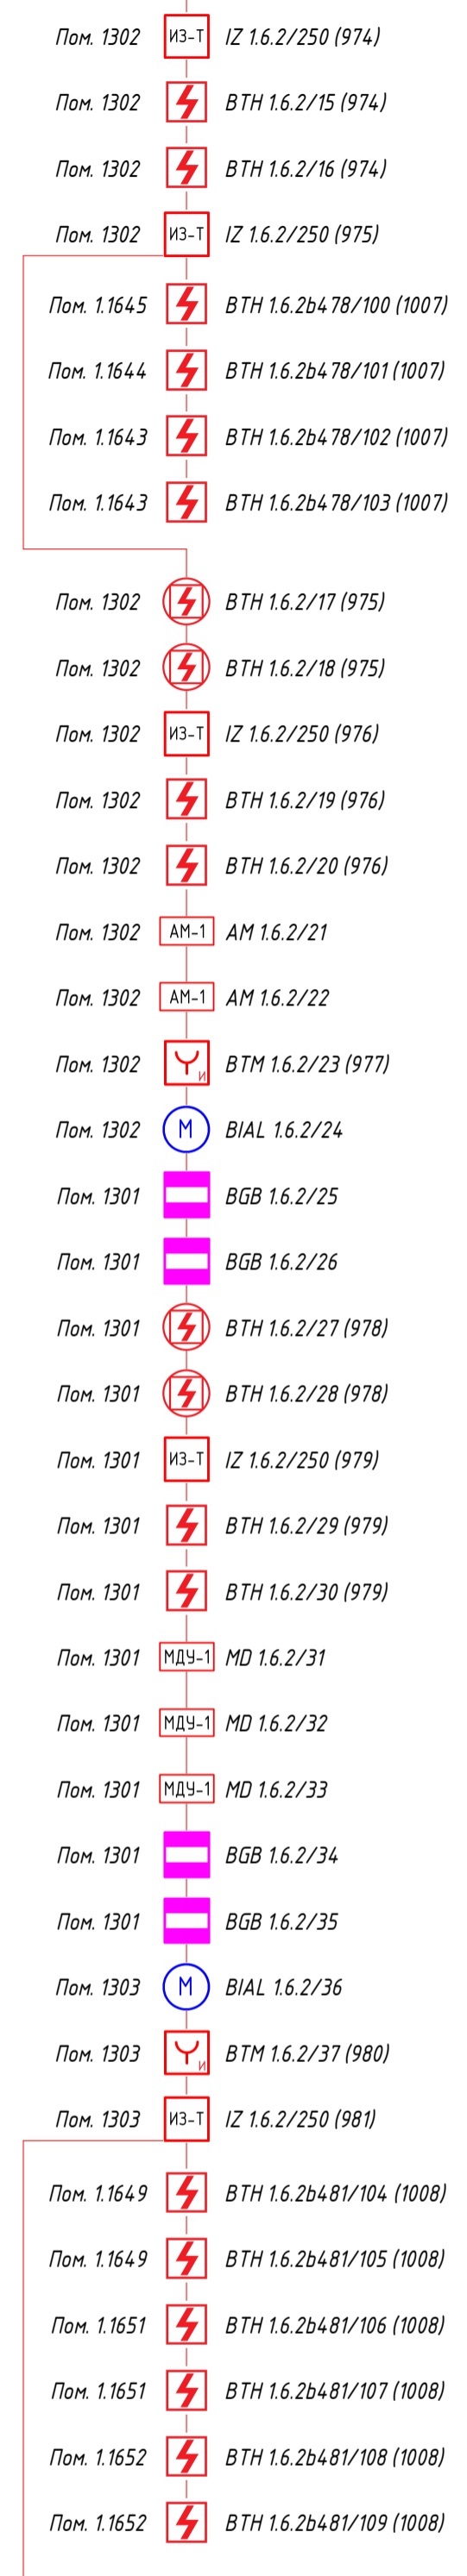 Пом. 1302 ИЗ-Т IZ 1.6.2/250 (974)
Пом. 1302 BTH 1.6.2/15 (974)
Пом. 1302 BTH 1.6.2/16 (974)
Пом. 1302 ИЗ-Т IZ 1.6.2/250 (975)
Пом. 1.1645 BTH 1.6.2b478/100 (1007)
Пом. 1.1644 BTH 1.6.2b478/101 (1007)
Пом. 1.1643 BTH 1.6.2b478/102 (1007)
Пом. 1.1643 BTH 1.6.2b478/103 (1007)
Пом. 1302 BTH 1.6.2/17 (975)
Пом. 1302 BTH 1.6.2/18 (975)
Пом. 1302 ИЗ-Т IZ 1.6.2/250 (976)
Пом. 1302 BTH 1.6.2/19 (976)
Пом. 1302 BTH 1.6.2/20 (976)
Пом. 1302 АМ-1 AM 1.6.2/21
Пом. 1302 АМ-1 AM 1.6.2/22
Пом. 1302 И BTM 1.6.2/23 (977)
Пом. 1302 М BIAL 1.6.2/24
Пом. 1301 BGB 1.6.2/25
Пом. 1301 BGB 1.6.2/26
Пом. 1301 BTH 1.6.2/27 (978)
Пом. 1301 BTH 1.6.2/28 (978)
Пом. 1301 ИЗ-Т IZ 1.6.2/250 (979)
Пом. 1301 BTH 1.6.2/29 (979)
Пом. 1301 BTH 1.6.2/30 (979)
Пом. 1301 МДУ-1 MD 1.6.2/31
Пом. 1301 МДУ-1 MD 1.6.2/32
Пом. 1301 МДУ-1 MD 1.6.2/33
Пом. 1301 BGB 1.6.2/34
Пом. 1301 BGB 1.6.2/35
Пом. 1303 М BIAL 1.6.2/36
Пом. 1303 И BTM 1.6.2/37 (980)
Пом. 1303 ИЗ-Т IZ 1.6.2/250 (981)
Пом. 1.1649 BTH 1.6.2b481/104 (1008)
Пом. 1.1649 BTH 1.6.2b481/105 (1008)
Пом. 1.1651 BTH 1.6.2b481/106 (1008)
Пом. 1.1651 BTH 1.6.2b481/107 (1008)
Пом. 1.1652 BTH 1.6.2b481/108 (1008)
Пом. 1.1652 BTH 1.6.2b481/109 (1008)